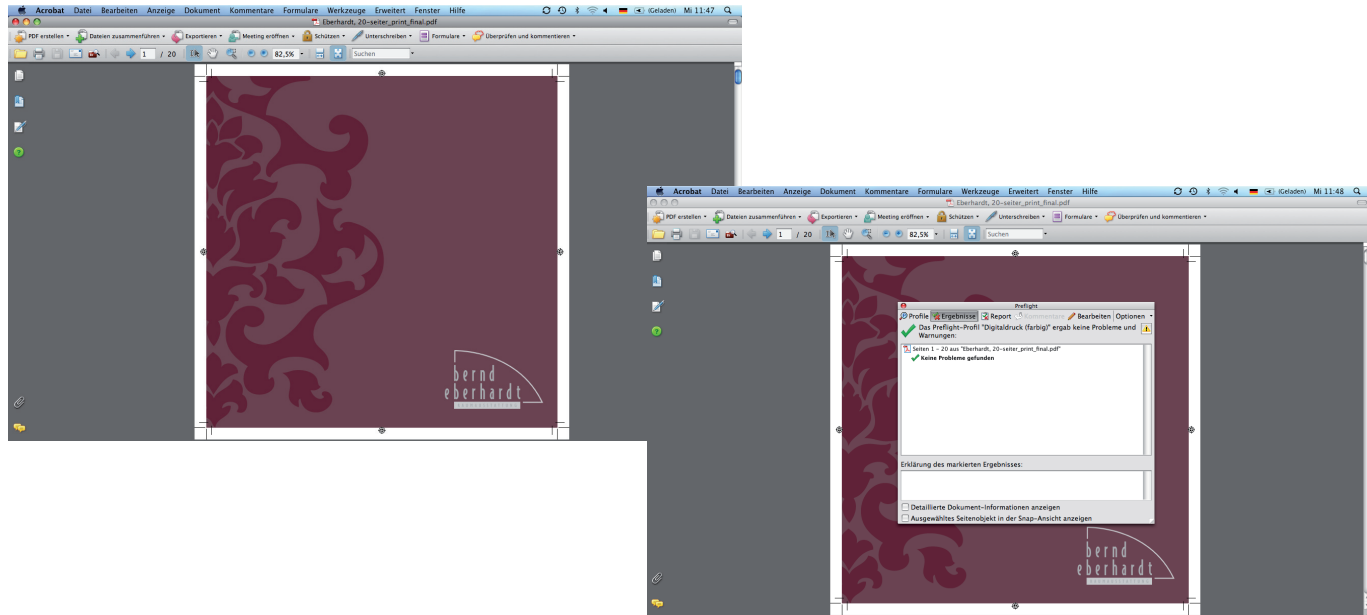 Acrobat Datei Bearbeiten Anzeige Dokument Kommentare Formulare Werkzeuge Erweitert Fenster Hilfe (Geladen) Mi 11:47
Eberhardt, 20-seiter_print_final.pdf
PDF erstellen Dateien zusammenführen Exportieren Meeting eröffnen Schützen Unterschreiben Formulare Überprüfen und kommentieren
1 / 20 82,5% Suchen
bernd
eberhardt
Acrobat Datei Bearbeiten Anzeige Dokument Kommentare Formulare Werkzeuge Erweitert Fenster Hilfe (Geladen) Mi 11:48
Eberhardt, 20-seiter_print_final.pdf
PDF erstellen Dateien zusammenführen Exportieren Meeting eröffnen Schützen Unterschreiben Formulare Überprüfen und kommentieren
1 / 20 82,5% Suchen
Preflight
Profile Ergebnisse Report Kommentare Bearbeiten Optionen
Das Preflight-Profil "Digitaldruck (farbig)" ergab keine Probleme und
Warnungen:
Seiten 1 - 20 aus "Eberhardt, 20-seiter_print_final.pdf"
Keine Probleme gefunden
Erklärung des markierten Ergebnisses:
Detaillierte Dokument-Informationen anzeigen
Ausgewähltes Seitenobjekt in der Snap-Ansicht anzeigen
bernd
eberhardt